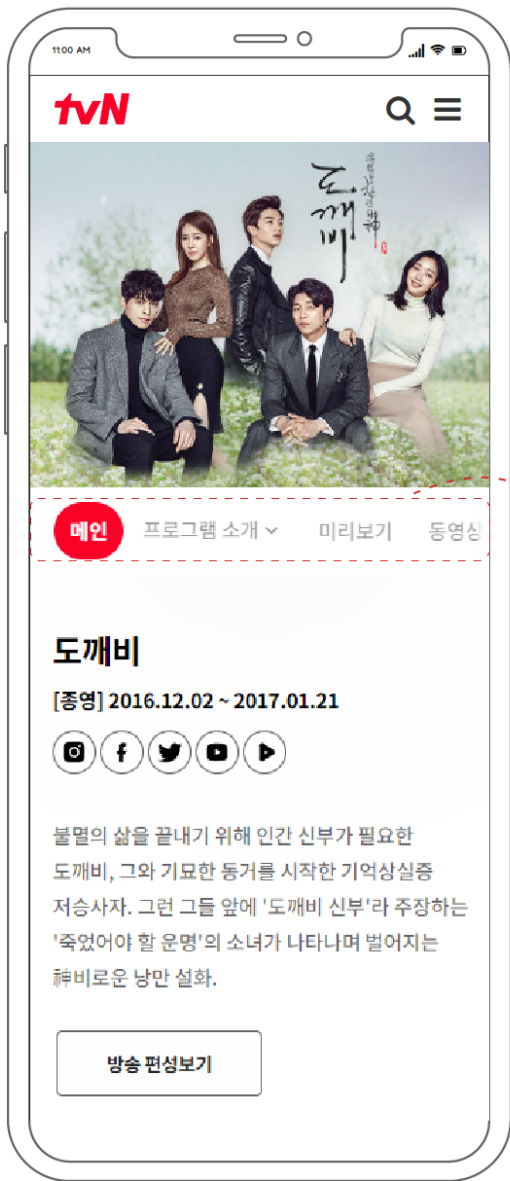 11:00 AM
tvN
도깨비
메인 프로그램 소개 미리보기 동영상
도깨비
[종영] 2016.12.02 ~ 2017.01.21
불멸의 삶을 끝내기 위해 인간 신부가 필요한
도깨비, 그와 기묘한 동거를 시작한 기억상실증
저승사자. 그런 그들 앞에 '도깨비 신부'라 주장하는
'죽었어야 할 운명'의 소녀가 나타나며 벌어지는
神비로운 낭만 설화.
방송 편성보기